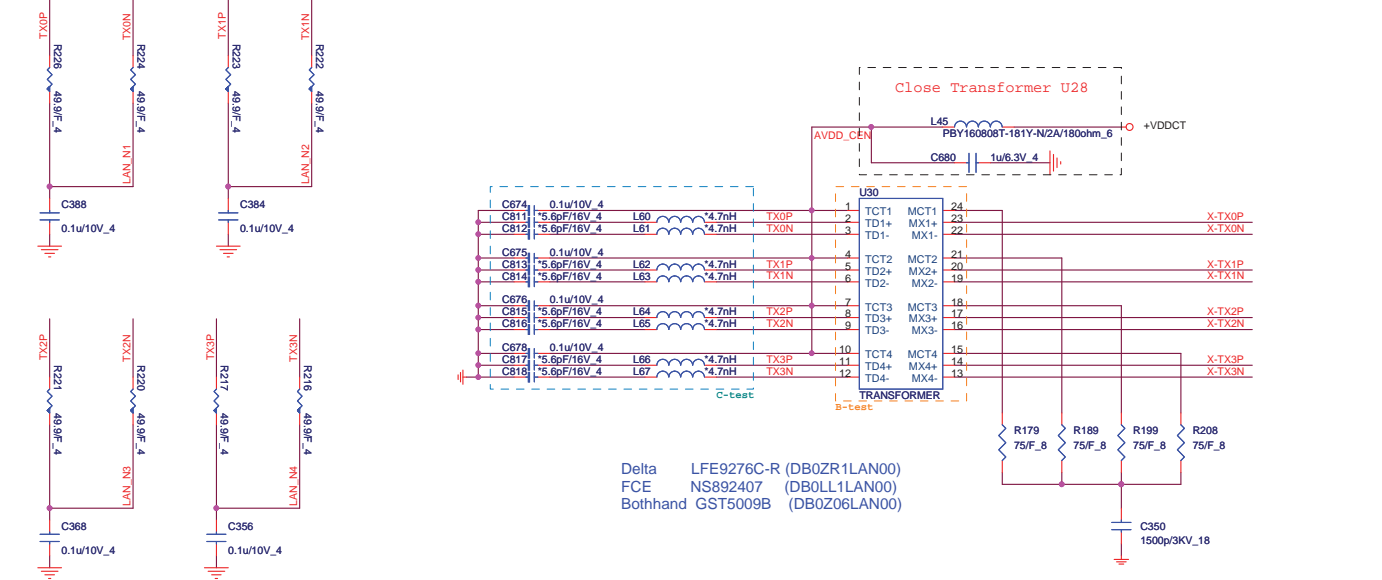 TX0P
TX0N
TX1P
TX1N
R226
R224
R223
R222
49.9/F_4
49.9/F_4
49.9/F_4
49.9/F_4
LAN_N1
LAN_N2
C388
0.1u/10V_4
C384
0.1u/10V_4
TX2P
TX2N
TX3P
TX3N
R221
R220
R217
R216
49.9/F_4
49.9/F_4
49.9/F_4
49.9/F_4
LAN_N3
LAN_N4
C368
0.1u/10V_4
C356
0.1u/10V_4
Close Transformer U28
L45
PBY160808T-181Y-N/2A/180ohm_6
+VDDCT
AVDD_CEN
C680
1u/6.3V_4
U30
C674 0.1u/10V_4 1 TCT1 MCT1 24
C811 *5.6pF/16V_4 L60 *4.7nH TX0P 2 TD1+ MX1+ 23 X-TX0P
C812 *5.6pF/16V_4 L61 *4.7nH TX0N 3 TD1- MX1- 22 X-TX0N
C675 0.1u/10V_4 4 TCT2 MCT2 21
C813 *5.6pF/16V_4 L62 *4.7nH TX1P 5 TD2+ MX2+ 20 X-TX1P
C814 *5.6pF/16V_4 L63 *4.7nH TX1N 6 TD2- MX2- 19 X-TX1N
C676 0.1u/10V_4 7 TCT3 MCT3 18
C815 *5.6pF/16V_4 L64 *4.7nH TX2P 8 TD3+ MX3+ 17 X-TX2P
C816 *5.6pF/16V_4 L65 *4.7nH TX2N 9 TD3- MX3- 16 X-TX2N
C678 0.1u/10V_4 10 TCT4 MCT4 15
C817 *5.6pF/16V_4 L66 *4.7nH TX3P 11 TD4+ MX4+ 14 X-TX3P
C818 *5.6pF/16V_4 L67 *4.7nH TX3N 12 TD4- MX4- 13 X-TX3N
C-test
TRANSFORMER
B-test
R179
75/F_8
R189
75/F_8
R199
75/F_8
R208
75/F_8
Delta LFE9276C-R (DB0ZR1LAN00)
FCE NS892407 (DB0LL1LAN00)
Bothhand GST5009B (DB0Z06LAN00)
C350
1500p/3KV_18